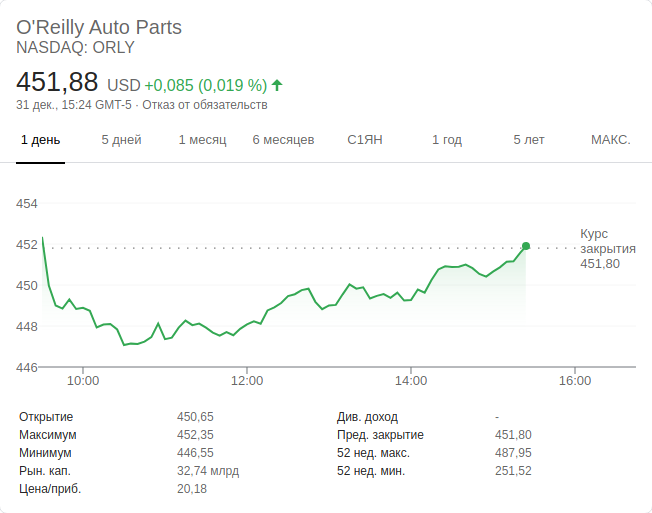 O'Reilly Auto Parts
NASDAQ: ORLY
451,88 USD +0,085 (0,019 %)
31 дек., 15:24 GMT-5 · Отказ от обязательств
1 день 5 дней 1 месяц 6 месяцев С1ЯН 1 год 5 лет МАКС.
454
452
450
448
446
Курс
закрытия
451,80
10:00 12:00 14:00 16:00
Открытие 450,65 Див. доход -
Максимум 452,35 Пред. закрытие 451,80
Минимум 446,55 52 нед. макс. 487,95
Рын. кап. 32,74 млрд 52 нед. мин. 251,52
Цена/приб. 20,18